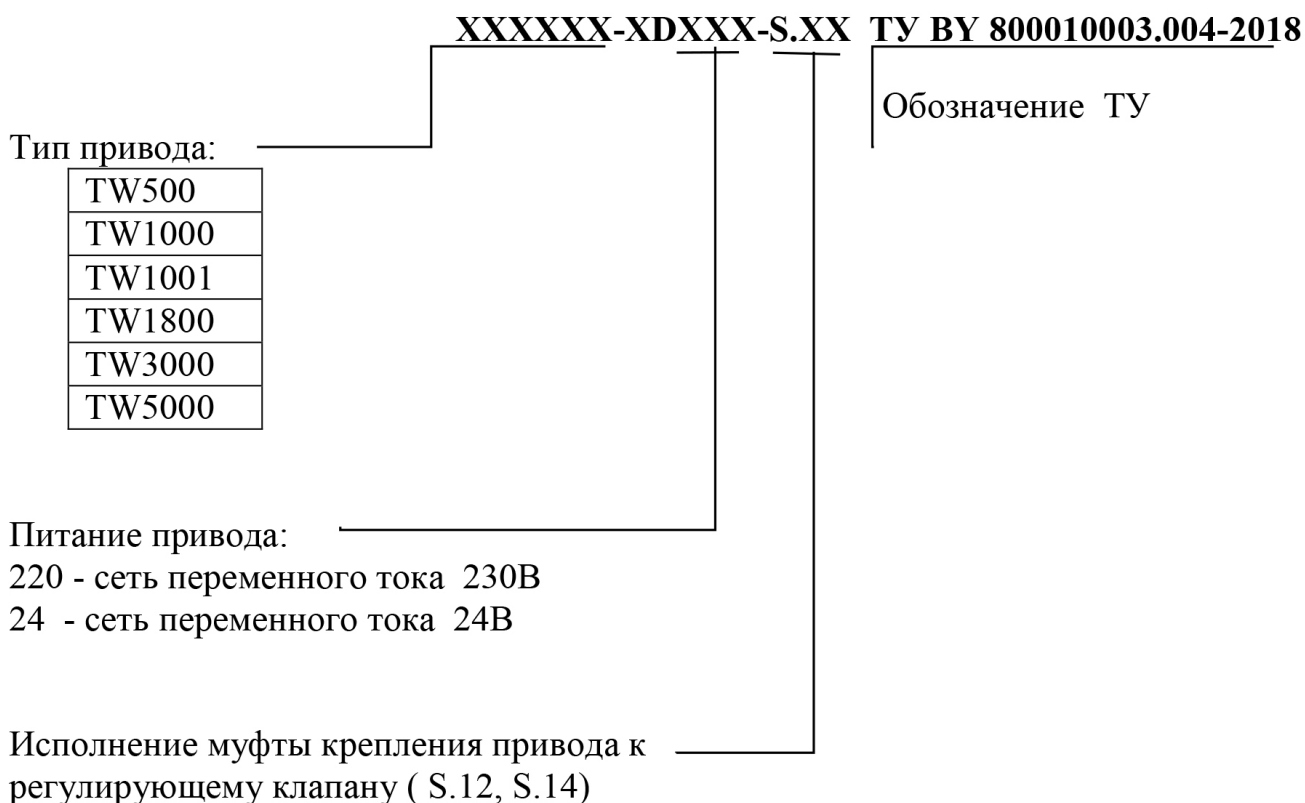 XXXXXX-XDXXX-S.XX ТУ BY 800010003.004-2018
Обозначение ТУ
Тип привода:
TW500
TW1000
TW1001
TW1800
TW3000
TW5000
Питание привода:
220 - сеть переменного тока 230В
24 - сеть переменного тока 24В
Исполнение муфты крепления привода к
регулирующему клапану ( S.12, S.14)